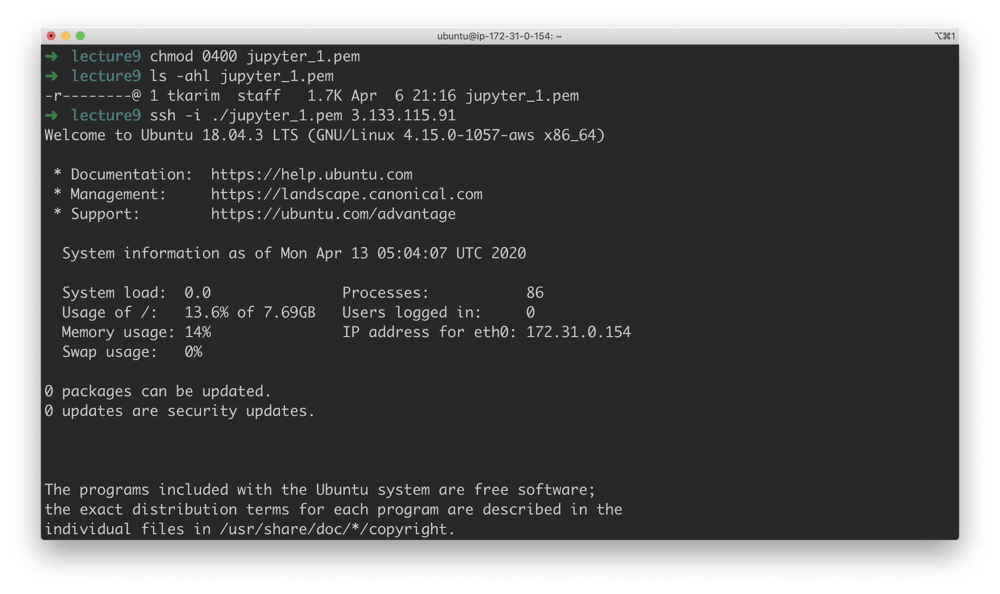 ubuntu@ip-172-31-0-154: ~ ⌥⌘1
➜ lecture9 chmod 0400 jupyter_1.pem
➜ lecture9 ls -ahl jupyter_1.pem
-r--------@ 1 tkarim  staff   1.7K Apr  6 21:16 jupyter_1.pem
➜ lecture9 ssh -i ./jupyter_1.pem 3.133.115.91
Welcome to Ubuntu 18.04.3 LTS (GNU/Linux 4.15.0-1057-aws x86_64)
* Documentation:  https://help.ubuntu.com
* Management:     https://landscape.canonical.com
* Support:        https://ubuntu.com/advantage
System information as of Mon Apr 13 05:04:07 UTC 2020
System load:  0.0               Processes:           86
Usage of /:   13.6% of 7.69GB   Users logged in:     0
Memory usage: 14%               IP address for eth0: 172.31.0.154
Swap usage:   0%
0 packages can be updated.
0 updates are security updates.
The programs included with the Ubuntu system are free software;
the exact distribution terms for each program are described in the
individual files in /usr/share/doc/*/copyright.